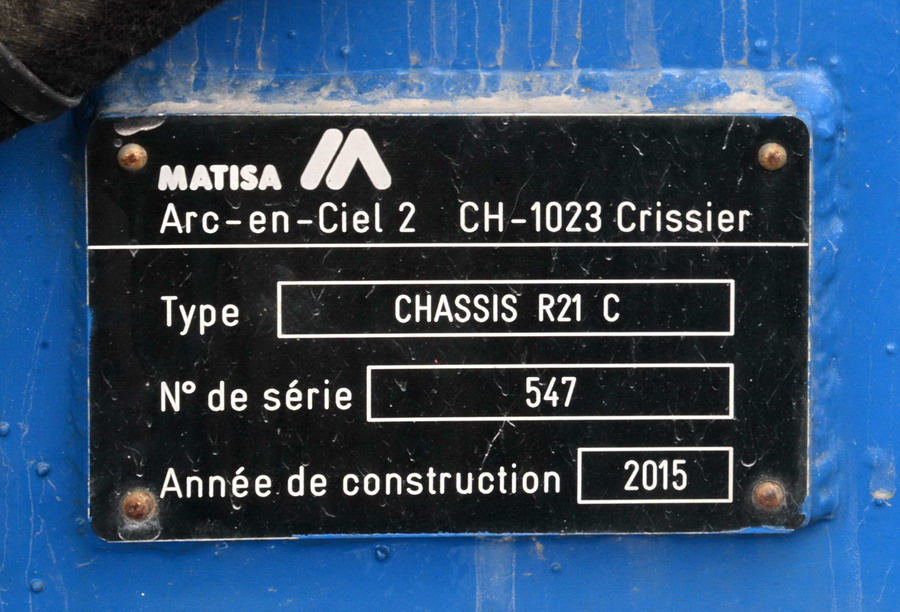 MATISA
Arc-en-Ciel 2 CH-1023 Crissier
Type CHASSIS R21 C
N° de série 547
Année de construction 2015